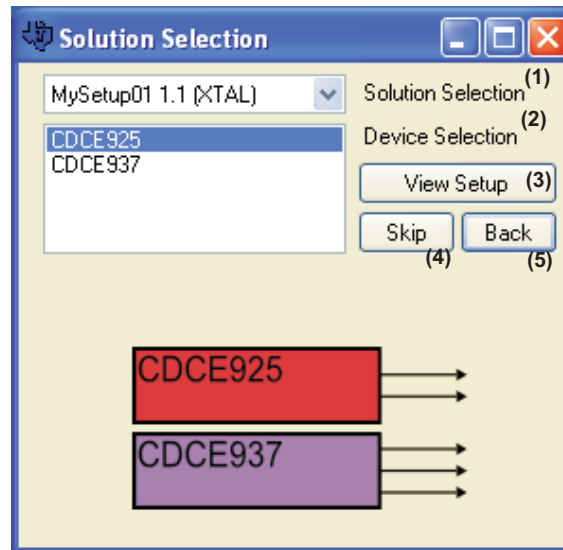 Solution Selection
MySetup01 1.1 (XTAL)
Solution Selection (1)
CDCE925
CDCE937
Device Selection (2)
View Setup (3)
Skip (4)
Back (5)
CDCE925
CDCE937